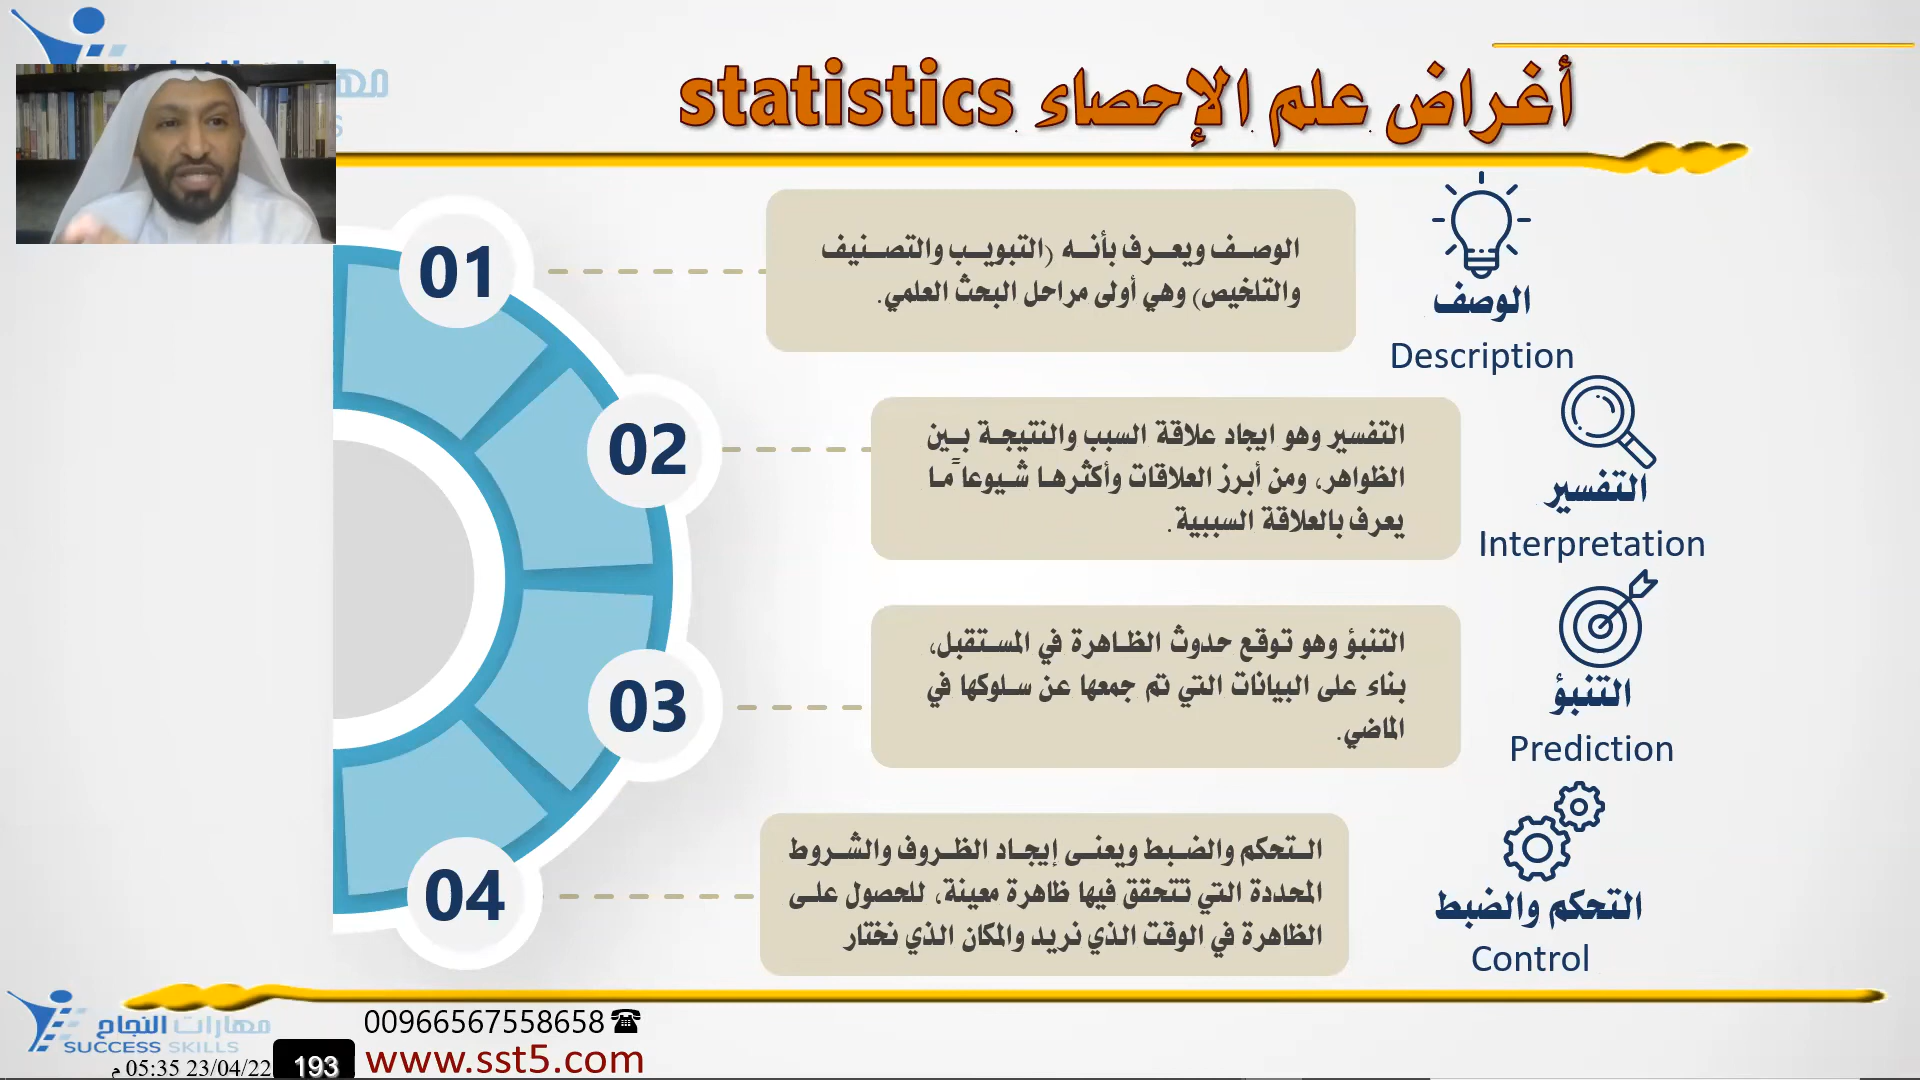 أغراض علم الإحصاء statistics
01
الوصف ويعرف بأنه (التبويب والتصنيف
والتلخيص) وهي أولى مراحل البحث العلمي.
الوصف
Description
02
التفسير وهو ايجاد علاقة السبب والنتيجة بين
الظواهر، ومن أبرز العلاقات وأكثرها شيوعاً ما
يعرف بالعلاقة السببية.
التفسير
Interpretation
03
التنبؤ وهو توقع حدوث الظاهرة في المستقبل،
بناء على البيانات التي تم جمعها عن سلوكها في
الماضي.
التنبؤ
Prediction
04
التحكم والضبط ويعنى إيجاد الظروف والشروط
المحددة التي تتحقق فيها ظاهرة معينة، للحصول على
الظاهرة في الوقت الذي نريد والمكان الذي نختار
التحكم والضبط
Control
مهارات النجاح
SUCCESS SKILLS
00966567558658
www.sst5.com
193
23/04/22 05:35 م